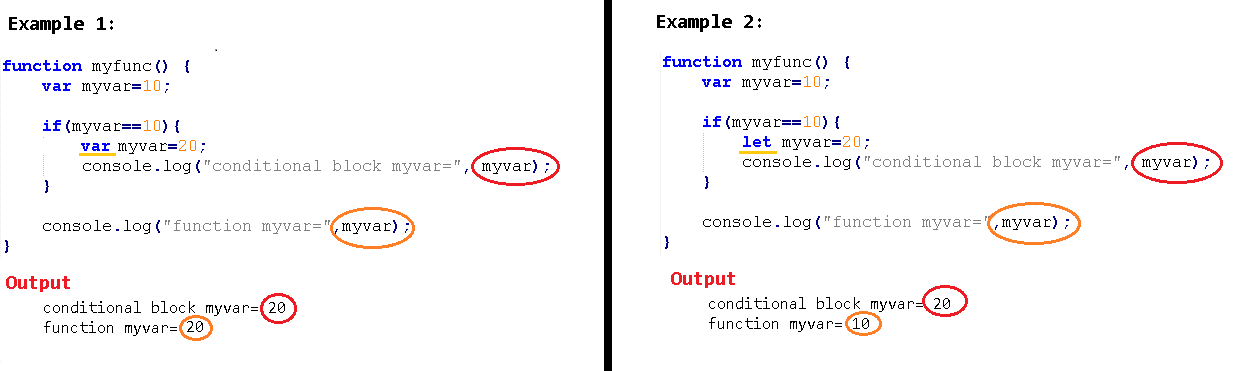 Example 1:
function myfunc() {
var myvar=10;
if(myvar==10){
var myvar=20;
console.log("conditional block myvar=", myvar);
}
console.log("function myvar=",myvar);
}
Output
conditional block myvar= 20
function myvar= 20
Example 2:
function myfunc() {
var myvar=10;
if(myvar==10){
let myvar=20;
console.log("conditional block myvar=", myvar);
}
console.log("function myvar=",myvar);
}
Output
conditional block myvar= 20
function myvar= 10